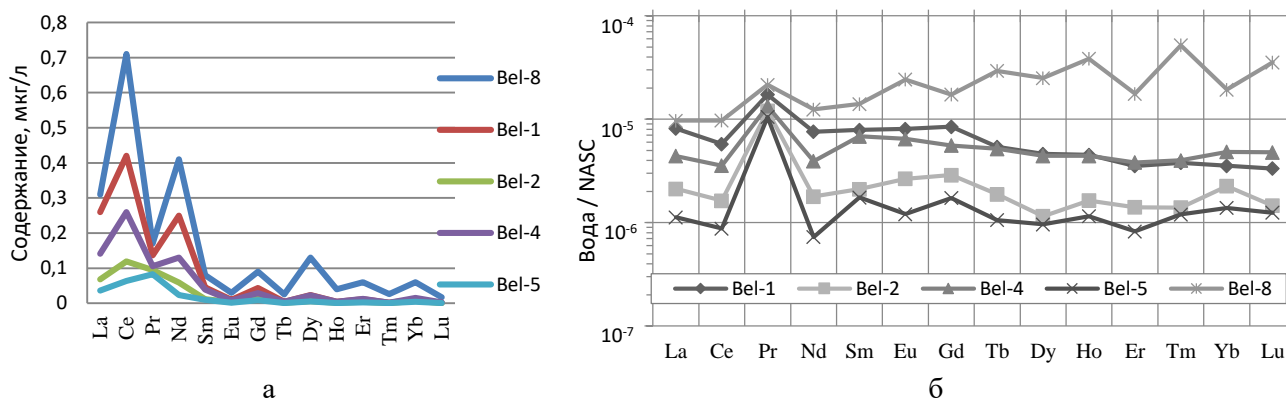 Содержание, мкг/л
0,8
0,7
0,6
0,5
0,4
0,3
0,2
0,1
0
La Ce Pr Nd Sm Eu Gd Tb Dy Ho Er Tm Yb Lu
Bel-8
Bel-1
Bel-2
Bel-4
Bel-5
а
Вода / NASC
10⁻⁴
10⁻⁵
10⁻⁶
10⁻⁷
Bel-1 Bel-2 Bel-4 Bel-5 Bel-8
La Ce Pr Nd Sm Eu Gd Tb Dy Ho Er Tm Yb Lu
б